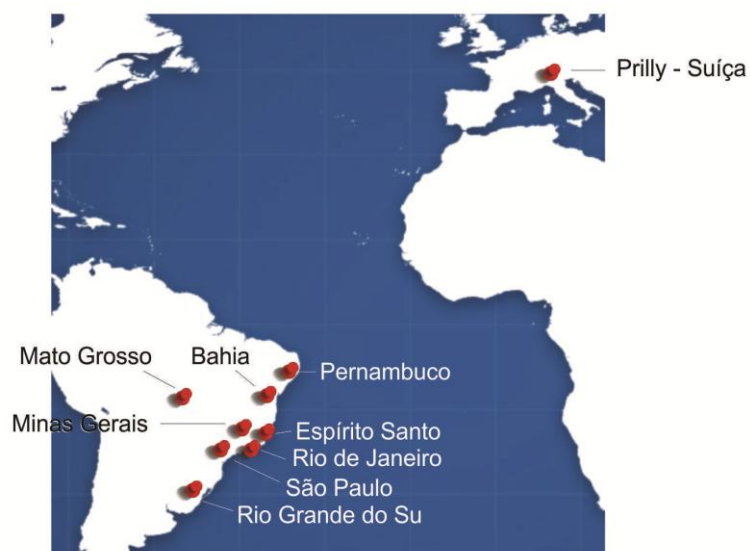 Prilly - Suíça
Mato Grosso
Bahia
Pernambuco
Minas Gerais
Espírito Santo
Rio de Janeiro
São Paulo
Rio Grande do Su